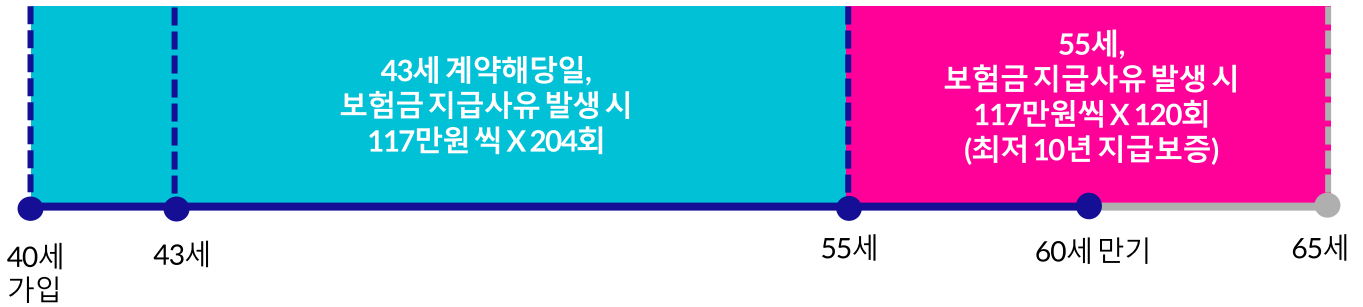 43세 계약해당일,
보험금 지급사유 발생 시
117만원 씩 X 204회
55세,
보험금 지급사유 발생 시
117만원씩 X 120회
(최저 10년 지급보증)
40세
가입
43세
55세
60세 만기
65세